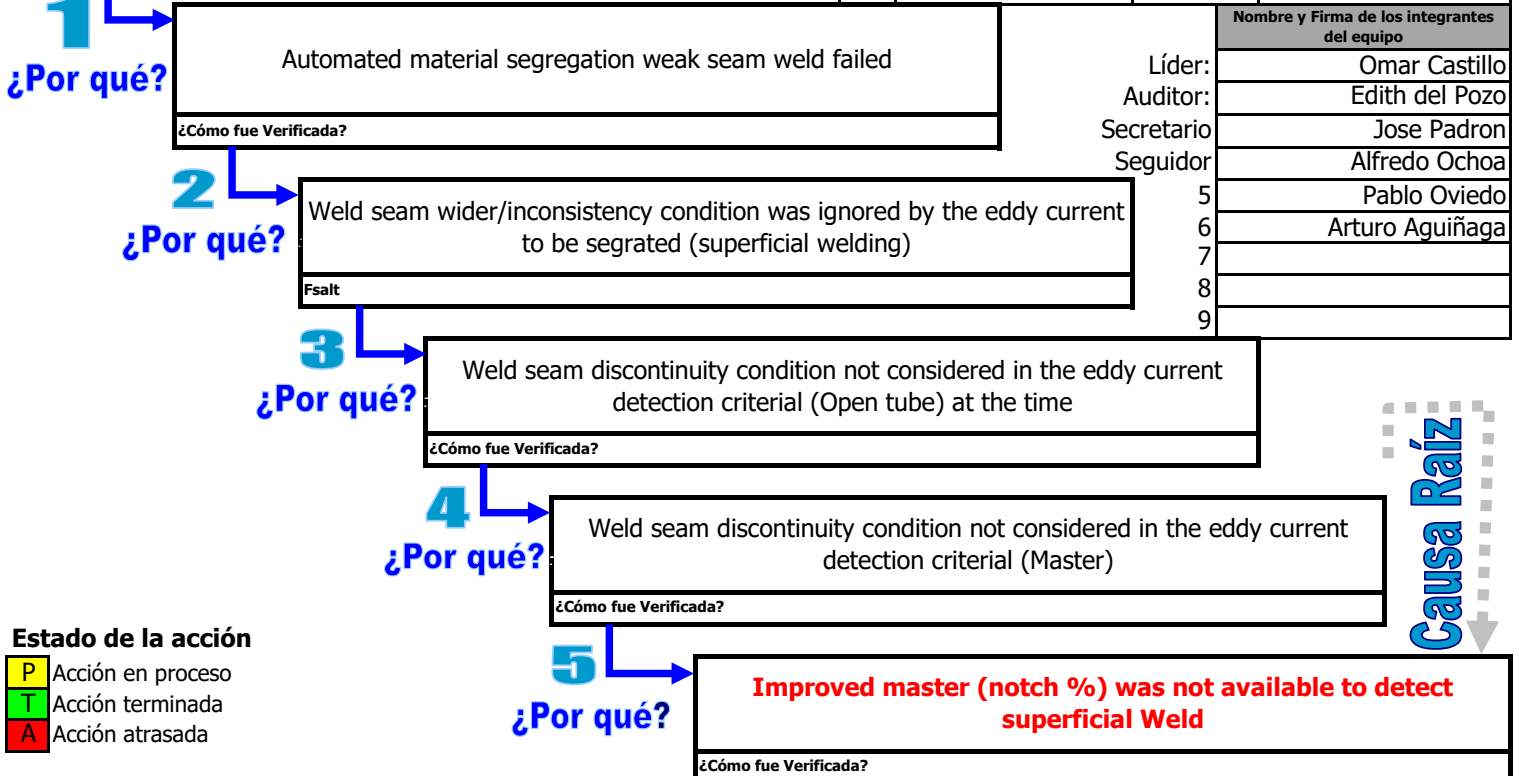 1
¿Por qué?
Automated material segregation weak seam weld failed
¿Cómo fue Verificada?
Nombre y Firma de los integrantes
del equipo
Líder: Omar Castillo
Auditor: Edith del Pozo
Secretario Jose Padron
Seguidor Alfredo Ochoa
5 Pablo Oviedo
6 Arturo Aguiñaga
7
8
9
2
¿Por qué?
Weld seam wider/inconsistency condition was ignored by the eddy current
to be segrated (superficial welding)
Fsalt
3
¿Por qué?
Weld seam discontinuity condition not considered in the eddy current
detection criterial (Open tube) at the time
¿Cómo fue Verificada?
4
¿Por qué?
Weld seam discontinuity condition not considered in the eddy current
detection criterial (Master)
¿Cómo fue Verificada?
Causa Raíz
5
¿Por qué?
Improved master (notch %) was not available to detect
superficial Weld
¿Cómo fue Verificada?
Estado de la acción
P Acción en proceso
T Acción terminada
A Acción atrasada